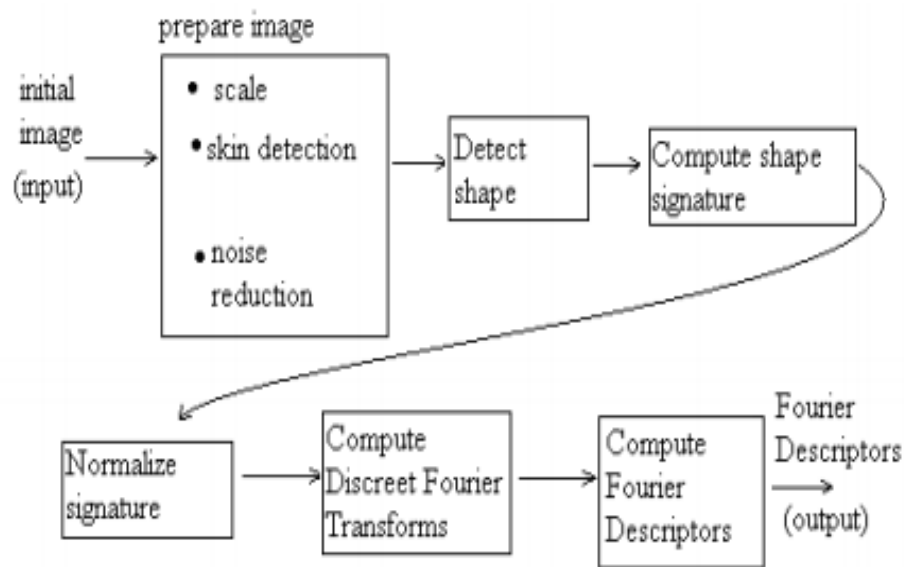 prepare image
initial
image
(input)
• scale
• skin detection
• noise
reduction
Detect
shape
Compute shape
signature
Normalize
signature
Compute
Discreet Fourier
Transforms
Compute
Fourier
Descriptors
Fourier
Descriptors
(output)